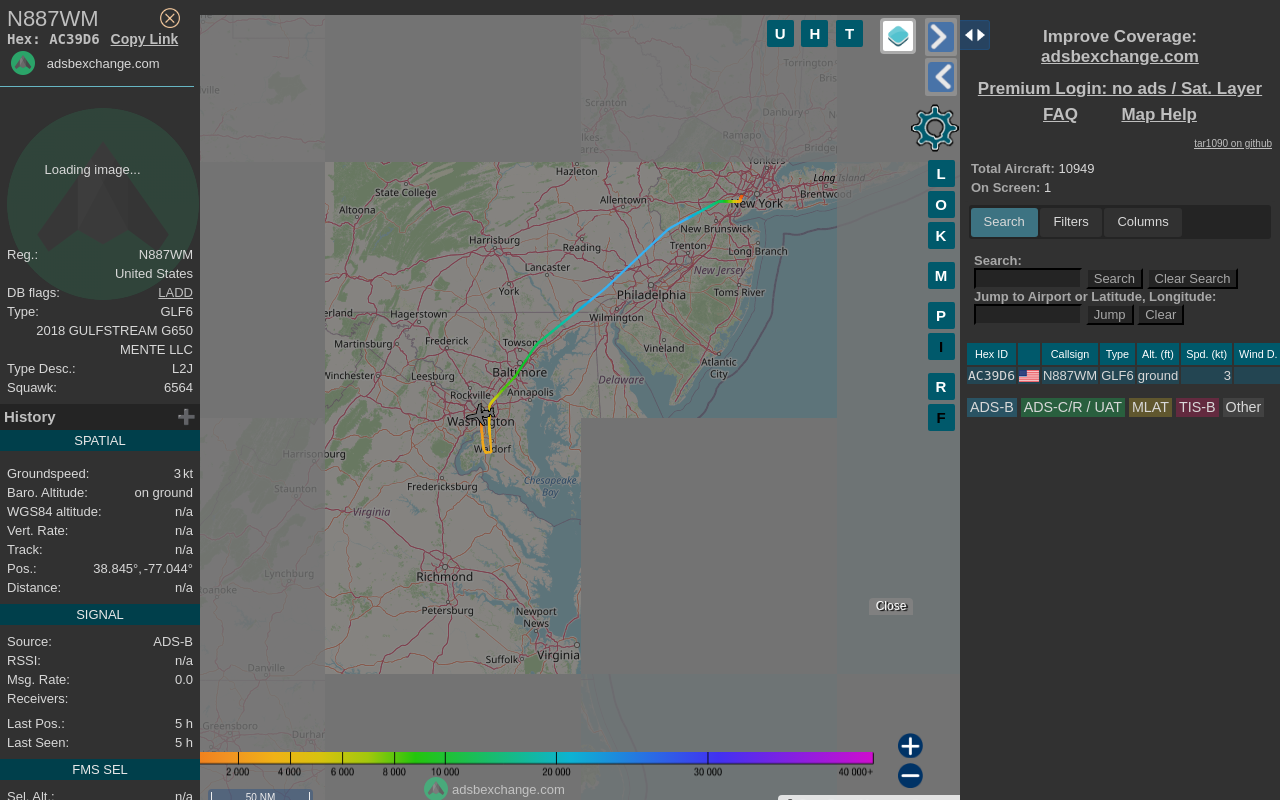 N887WM
Hex: AC39D6 Copy Link
adsbexchange.com
Loading image...
Reg.: N887WM
United States
DB flags: LADD
Type: GLF6
2018 GULFSTREAM G650
MENTE LLC
Type Desc.: L2J
Squawk: 6564
History
SPATIAL
Groundspeed: 3 kt
Baro. Altitude: on ground
WGS84 altitude: n/a
Vert. Rate: n/a
Track: n/a
Pos.: 38.845°, -77.044°
Distance: n/a
SIGNAL
Source: ADS-B
RSSI: n/a
Msg. Rate: 0.0
Receivers:
Last Pos.: 5 h
Last Seen: 5 h
FMS SEL
Sel. Alt.: n/a
U H T
L
O
K
M
P
I
R
F
Torrington
Scranton
Danbury
Ramapo
Yonkers
Hazleton
Long Island
State College
Brentwood
Allentown
New York
Altoona
New Brunswick
Harrisburg
Reading
Trenton
Long Branch
Lancaster
New Jersey
York
Philadelphia
Toms River
Hagerstown
Wilmington
Martinsburg
Frederick
Towson
Vineland
Atlantic
City
Winchester
Leesburg
Baltimore
Delaware
Rockville
Annapolis
Washington
Waldorf
Harrisonburg
Staunton
Fredericksburg
Chesapeake
Bay
Virginia
Lynchburg
Richmond
Petersburg
Newport
News
Danville
Suffolk
Virginia
Greensboro
Durham
Close
2 000 4 000 6 000 8 000 10 000 20 000 30 000 40 000+
adsbexchange.com
50 NM
Improve Coverage:
adsbexchange.com
Premium Login: no ads / Sat. Layer
FAQ Map Help
tar1090 on github
Total Aircraft: 10949
On Screen: 1
Search Filters Columns
Search:
Search Clear Search
Jump to Airport or Latitude, Longitude:
Jump Clear
Hex ID Callsign Type Alt. (ft) Spd. (kt) Wind D.
AC39D6 N887WM GLF6 ground 3
ADS-B ADS-C/R / UAT MLAT TIS-B Other